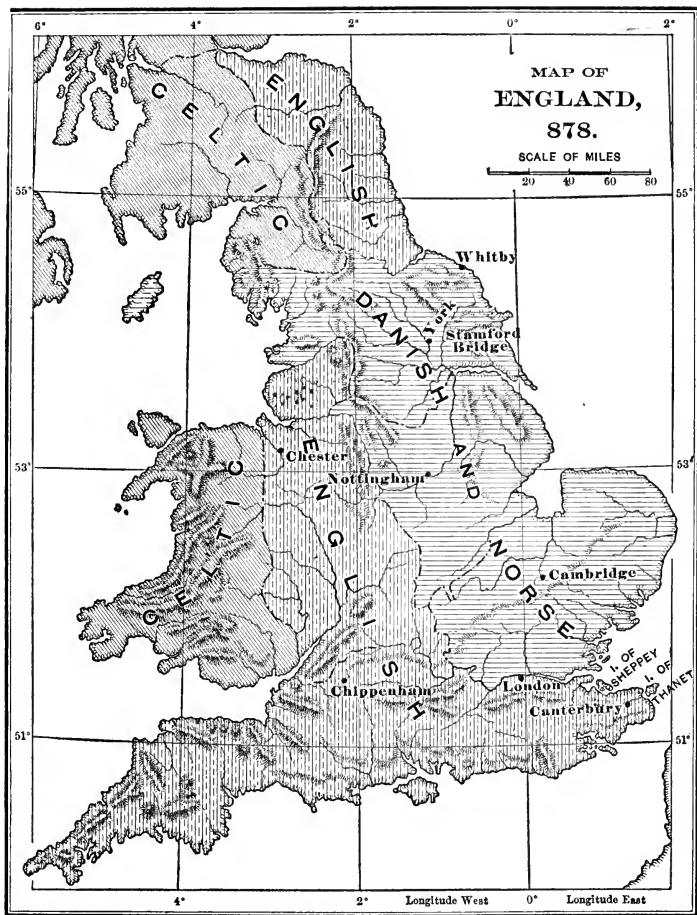 6°
4°
2°
0°
2°
MAP OF
ENGLAND,
878.
SCALE OF MILES
20 40 60 80
CELTIC
ENGLISH
55°
55°
Whitby
DANISH AND NORSE
York
Stamford
Bridge
53°
53°
Chester
Nottingham
CELTIC
ENGLISH
Cambridge
I. OF
SHEPPEY
I. OF
THANET
Chippenham
London
Canterbury
51°
51°
4°
2°
Longitude West
0°
Longitude East
2°